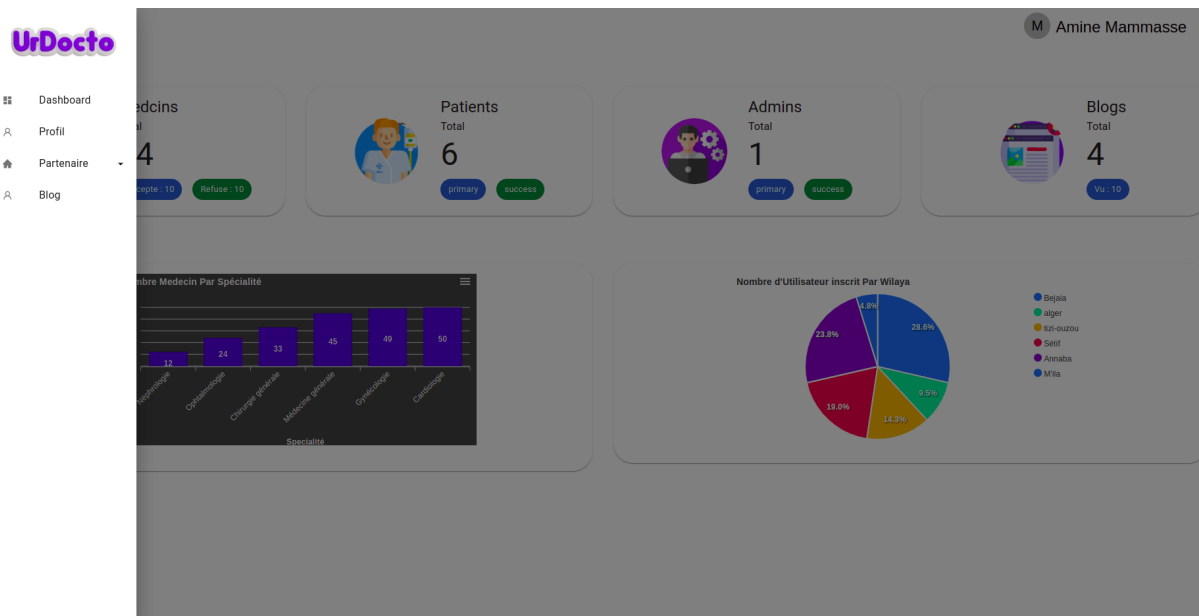 UrDocto
Dashboard
Profil
Partenaire
Blog
M Amine Mammasse
edcins
al
4
cepte : 10 Refuse : 10
Patients
Total
6
primary success
Admins
Total
1
primary success
Blogs
Total
4
Vu : 10
mbre Medecin Par Spécialité
12 24 33 45 49 50
Néphrologie Ophtalmologie Chirurgie générale Médecine générale Gynécologie Cardiologie
Specialité
Nombre d'Utilisateur inscrit Par Wilaya
4.8%
28.6%
23.8%
9.5%
19.0%
14.3%
Bejaia
alger
tizi-ouzou
Sétif
Annaba
M'ila